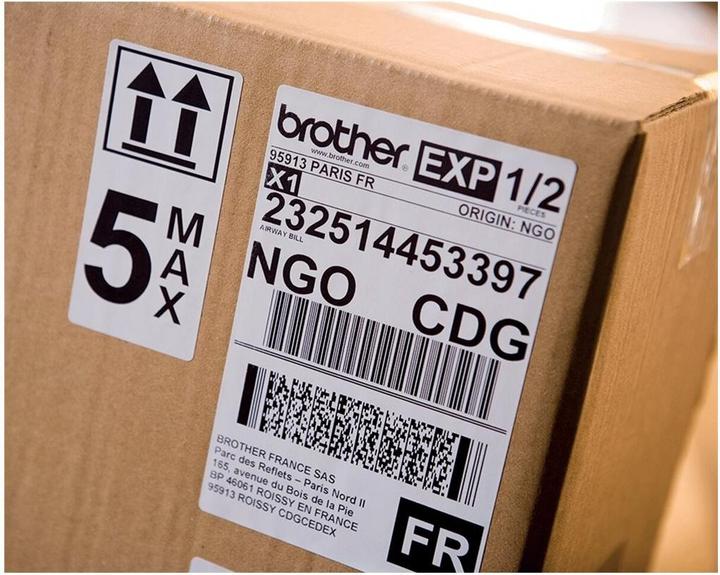 5
MAX
brother
www.brother.com
EXP 1/2
PIECES
95913 PARIS FR
X1
ORIGIN: NGO
232514453397
AIRWAY BILL
NGO CDG
BROTHER FRANCE SAS
Parc des Reflets – Paris Nord II
165, avenue du Bois de la Pie
BP 46061 ROISSY EN FRANCE
95913 ROISSY CDGCEDEX
FR